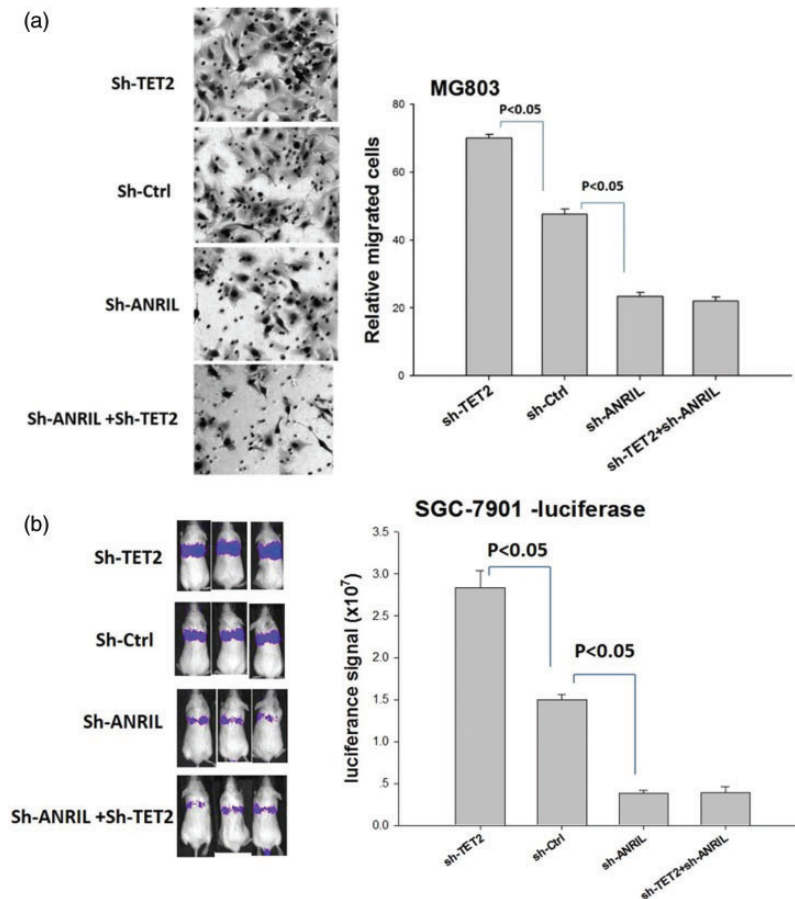 (a)
Sh-TET2
Sh-Ctrl
Sh-ANRIL
Sh-ANRIL +Sh-TET2
MG803
Relative migrated cells
80
60
40
20
0
P<0.05
P<0.05
sh-TET2
sh-Ctrl
sh-ANRIL
sh-TET2+sh-ANRIL
(b)
Sh-TET2
Sh-Ctrl
Sh-ANRIL
Sh-ANRIL +Sh-TET2
SGC-7901 -luciferase
luciferance signal (x10⁷)
3.5
3.0
2.5
2.0
1.5
1.0
.5
0.0
P<0.05
P<0.05
sh-TET2
sh-Ctrl
sh-ANRIL
sh-TET2+sh-ANRIL